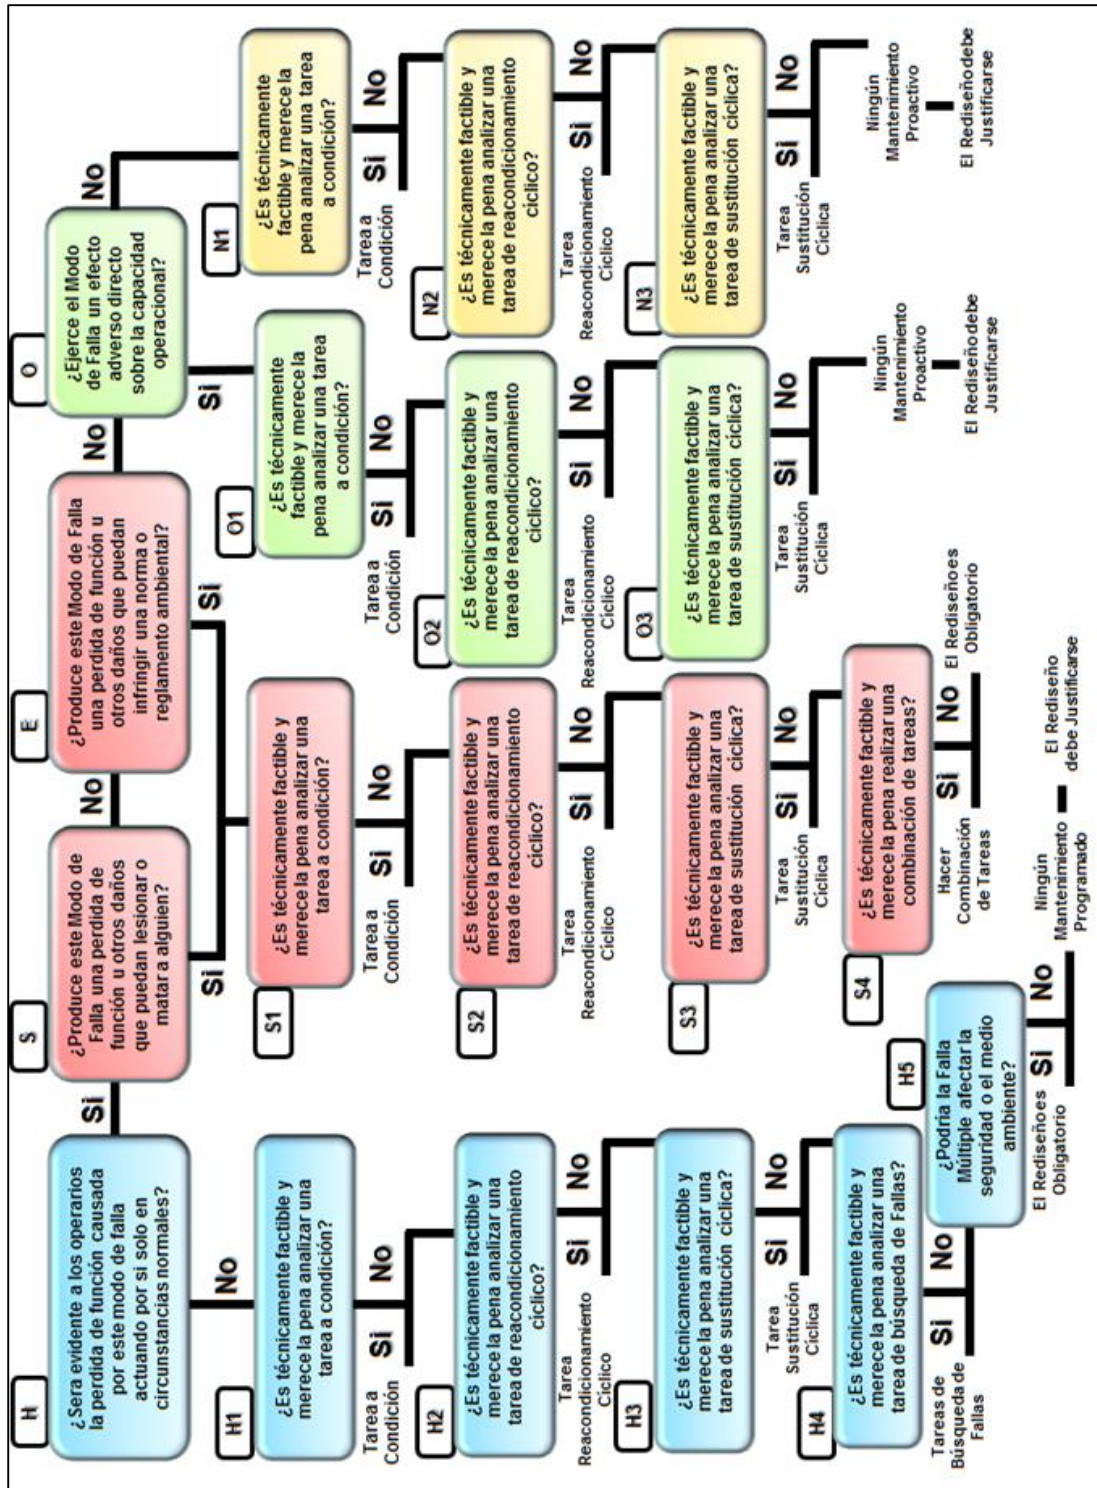 H
¿Sera evidente a los operarios
la perdida de función causada
por este modo de falla
actuando por si solo en
circunstancias normales?
Si
No
S
¿Produce este Modo de
Falla una perdida de
función u otros daños
que puedan lesionar o
matar a alguien?
No
Si
E
¿Produce este Modo de Falla
una perdida de función u
otros daños que puedan
infringir una norma o
reglamento ambiental?
No
Si
O
¿Ejerce el Modo
de Falla un efecto
adverso directo
sobre la capacidad
operacional?
No
Si
H1
¿Es técnicamente factible y
merece la pena analizar una
tarea a condición?
Si
No
Tarea a
Condición
H2
¿Es técnicamente factible y
merece la pena analizar una
tarea de reacondicionamiento
cíclico?
Si
No
Tarea
Reacondicionamiento
Cíclico
H3
¿Es técnicamente factible y
merece la pena analizar una
tarea de sustitución cíclica?
Si
No
Tarea
Sustitución
Cíclica
H4
¿Es técnicamente factible y
merece la pena analizar una
tarea de búsqueda de Fallas?
Si
No
Tareas de
Búsqueda de
Fallas
H5
¿Podría la Falla
Múltiple afectar la
seguridad o el medio
ambiente?
Si
No
El Rediseño es
Obligatorio
Ningún
Mantenimiento
Programado
El Rediseño
debe Justificarse
S1
¿Es técnicamente factible y
merece la pena analizar una
tarea a condición?
Si
No
Tarea a
Condición
S2
¿Es técnicamente factible y
merece la pena analizar una
tarea de reacondicionamiento
cíclico?
Si
No
Tarea
Reacondicionamiento
Cíclico
S3
¿Es técnicamente factible y
merece la pena analizar una
tarea de sustitución cíclica?
Si
No
Tarea
Sustitución
Cíclica
S4
¿Es técnicamente factible y
merece la pena realizar una
combinación de tareas?
Si
No
Hacer
Combinación
de Tareas
El Rediseño es
Obligatorio
O1
¿Es técnicamente
factible y merece la
pena analizar una tarea
a condición?
Si
No
Tarea a
Condición
O2
¿Es técnicamente factible y
merece la pena analizar una
tarea de reacondicionamiento
cíclico?
Si
No
Tarea
Reacondicionamiento
Cíclico
O3
¿Es técnicamente factible y
merece la pena analizar una
tarea de sustitución cíclica?
Si
No
Tarea
Sustitución
Cíclica
Ningún
Mantenimiento
Proactivo
El Rediseño debe
Justificarse
N1
¿Es técnicamente
factible y merece la
pena analizar una tarea
a condición?
Si
No
Tarea a
Condición
N2
¿Es técnicamente factible y
merece la pena analizar una
tarea de reacondicionamiento
cíclico?
Si
No
Tarea
Reacondicionamiento
Cíclico
N3
¿Es técnicamente factible y
merece la pena analizar una
tarea de sustitución cíclica?
Si
No
Tarea
Sustitución
Cíclica
Ningún
Mantenimiento
Proactivo
El Rediseño debe
Justificarse